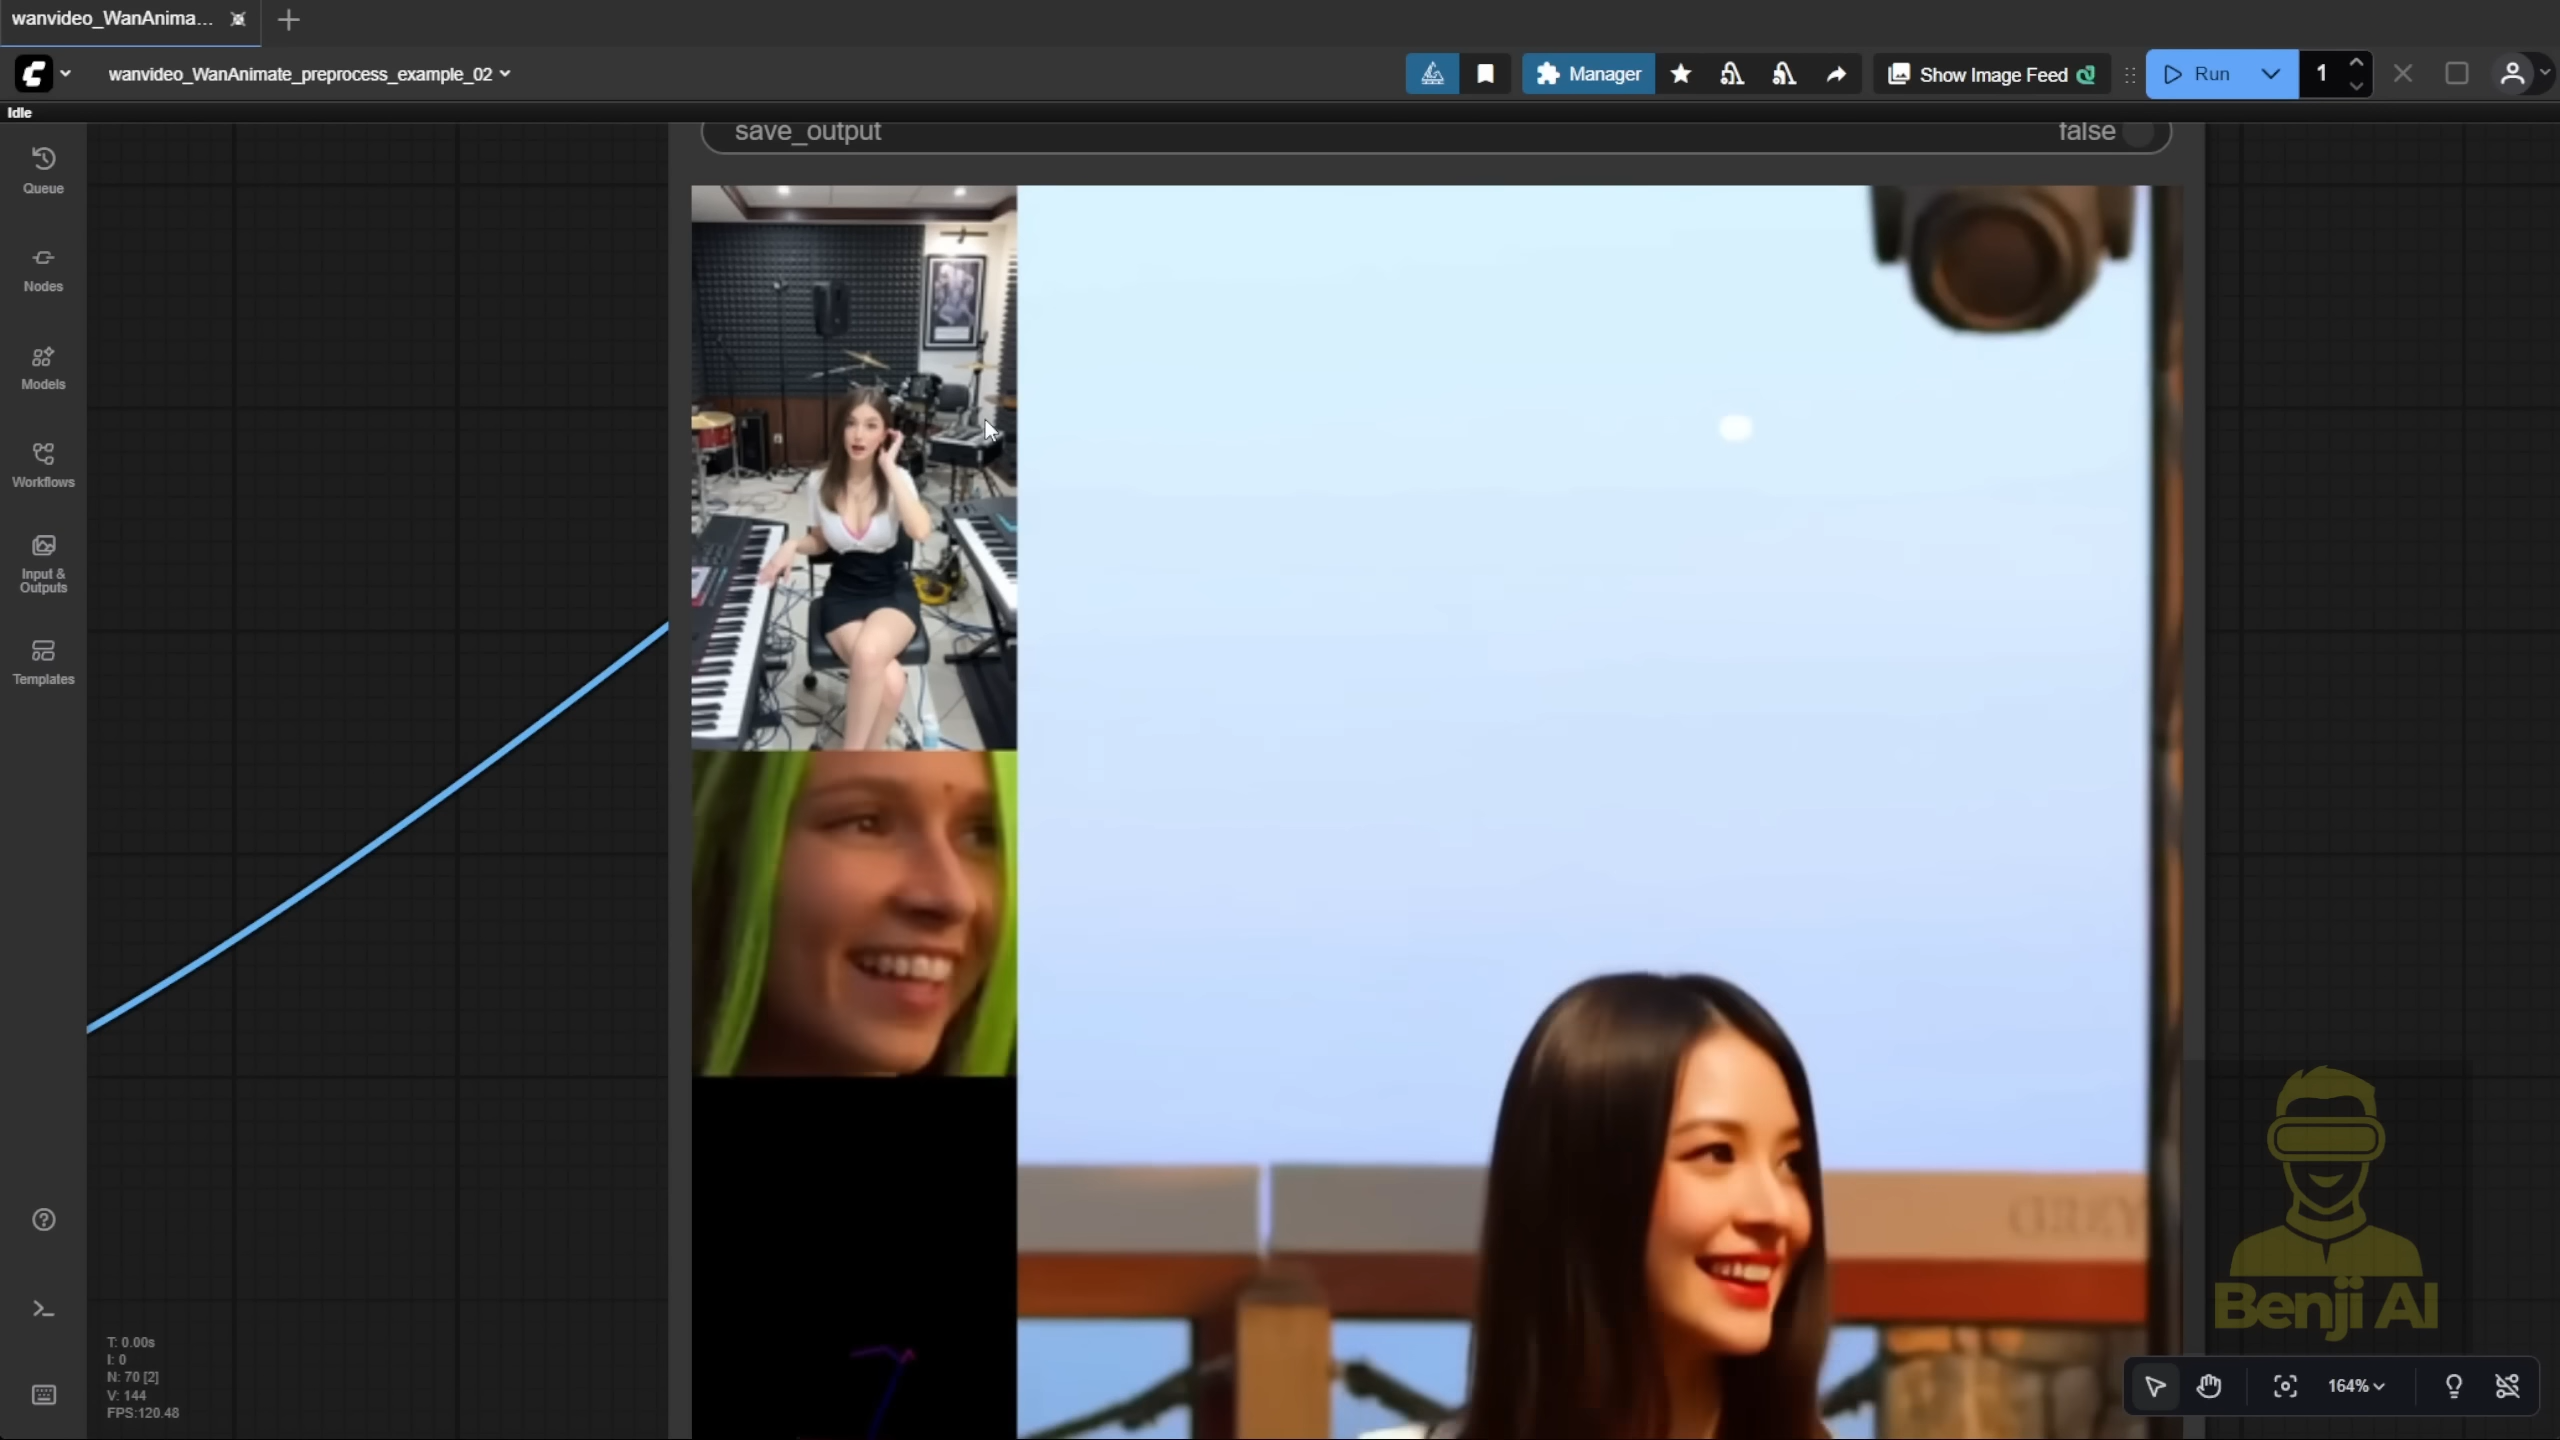 wanvideo_WanAnima...
wanvideo_WanAnimate_preprocess_example_02
Manager
Show Image Feed
Run
1
Idle
save_output
false
Queue
Nodes
Models
Workflows
Input &
Outputs
Templates
T: 0.00s
I: 0
N: 70 [2]
V: 144
FPS:120.48
Benji AI
164%